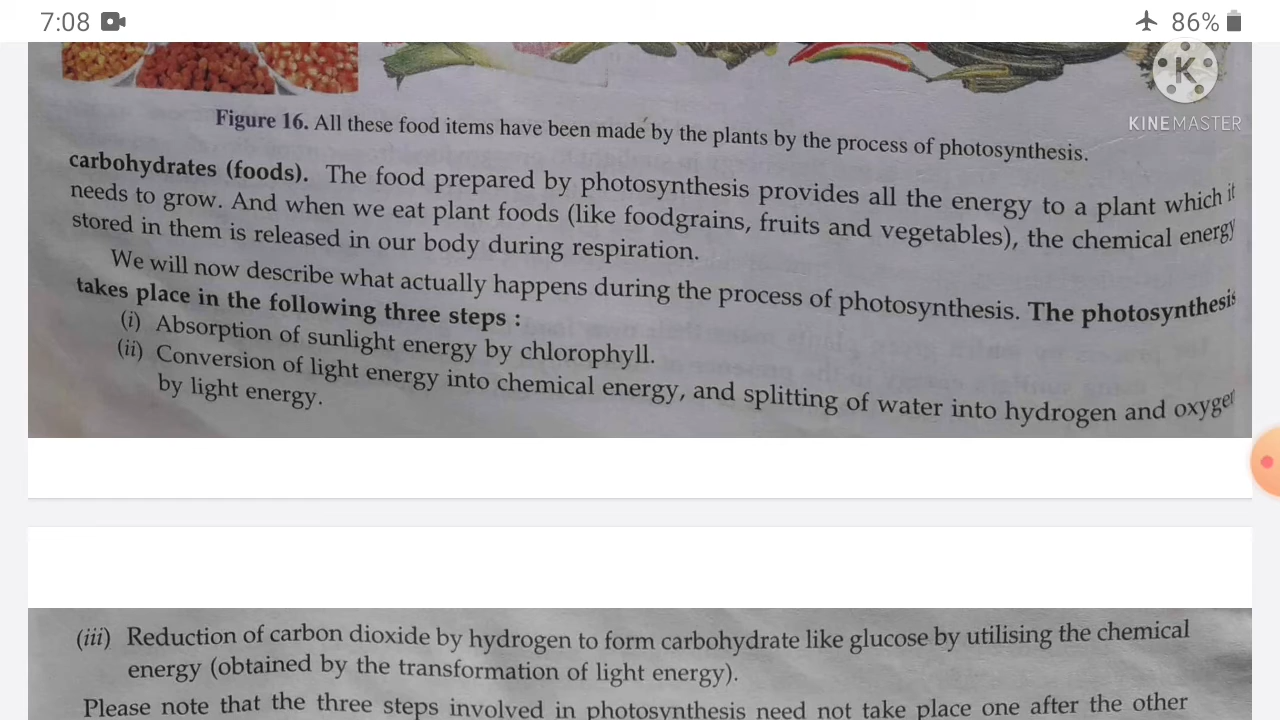 7:08
86%
KINEMASTER
Figure 16. All these food items have been made by the plants by the process of photosynthesis.
carbohydrates (foods). The food prepared by photosynthesis provides all the energy to a plant which it
needs to grow. And when we eat plant foods (like foodgrains, fruits and vegetables), the chemical energy
stored in them is released in our body during respiration.
We will now describe what actually happens during the process of photosynthesis. The photosynthesis
takes place in the following three steps :
(i) Absorption of sunlight energy by chlorophyll.
(ii) Conversion of light energy into chemical energy, and splitting of water into hydrogen and oxygen
by light energy.
(iii) Reduction of carbon dioxide by hydrogen to form carbohydrate like glucose by utilising the chemical
energy (obtained by the transformation of light energy).
Please note that the three steps involved in photosynthesis need not take place one after the other